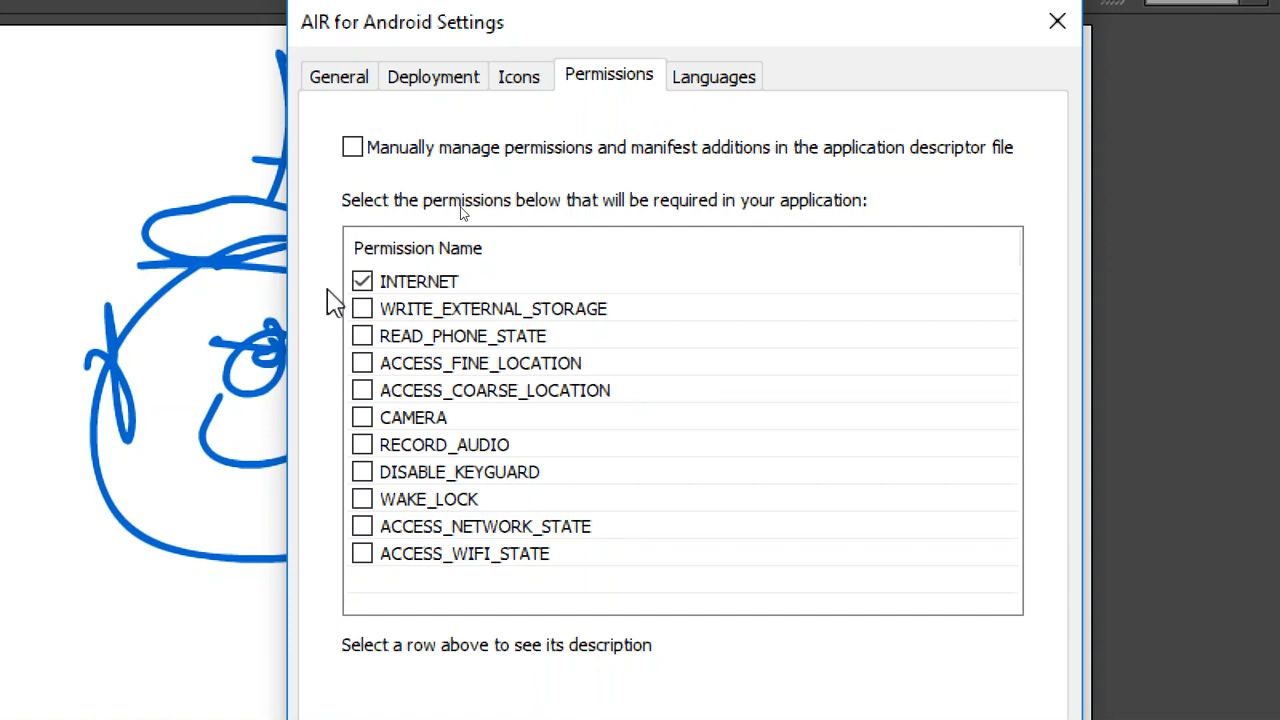 AIR for Android Settings
General Deployment Icons Permissions Languages
Manually manage permissions and manifest additions in the application descriptor file
Select the permissions below that will be required in your application:
Permission Name
INTERNET
WRITE_EXTERNAL_STORAGE
READ_PHONE_STATE
ACCESS_FINE_LOCATION
ACCESS_COARSE_LOCATION
CAMERA
RECORD_AUDIO
DISABLE_KEYGUARD
WAKE_LOCK
ACCESS_NETWORK_STATE
ACCESS_WIFI_STATE
Select a row above to see its description